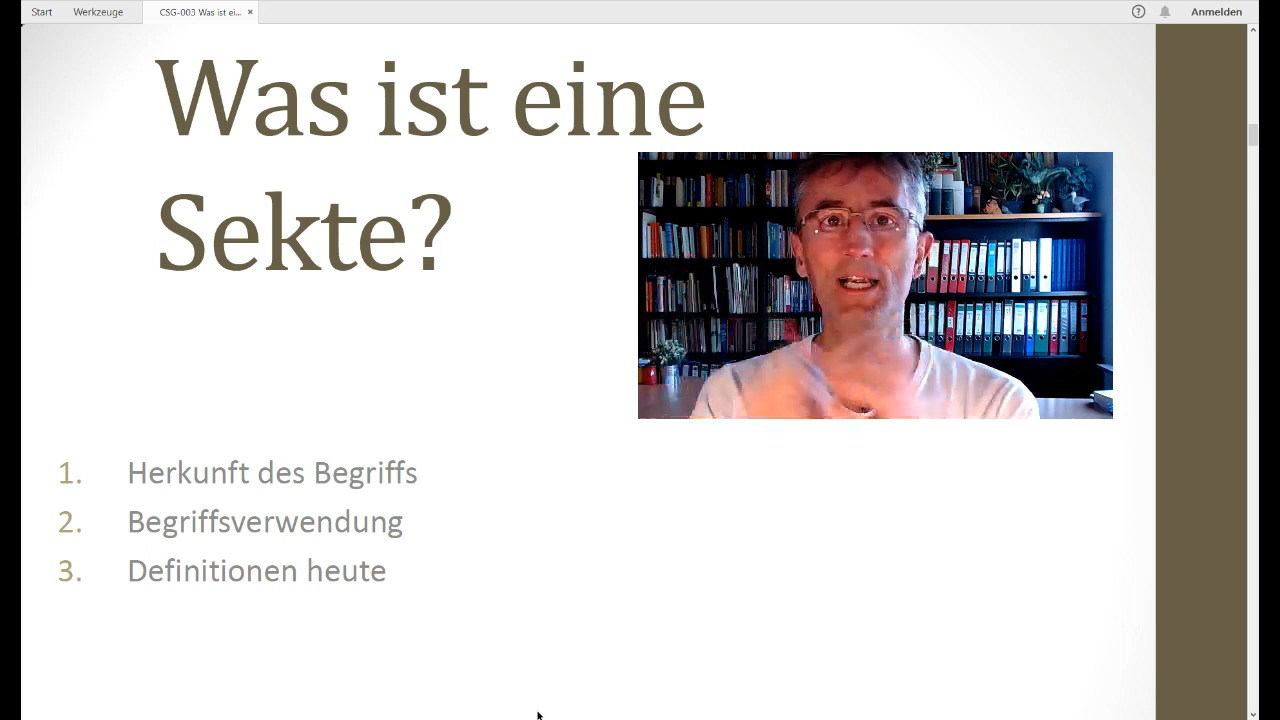 Start Werkzeuge CSG-003 Was ist ei... × ? Anmelden
Was ist eine
Sekte?
1. Herkunft des Begriffs
2. Begriffsverwendung
3. Definitionen heute